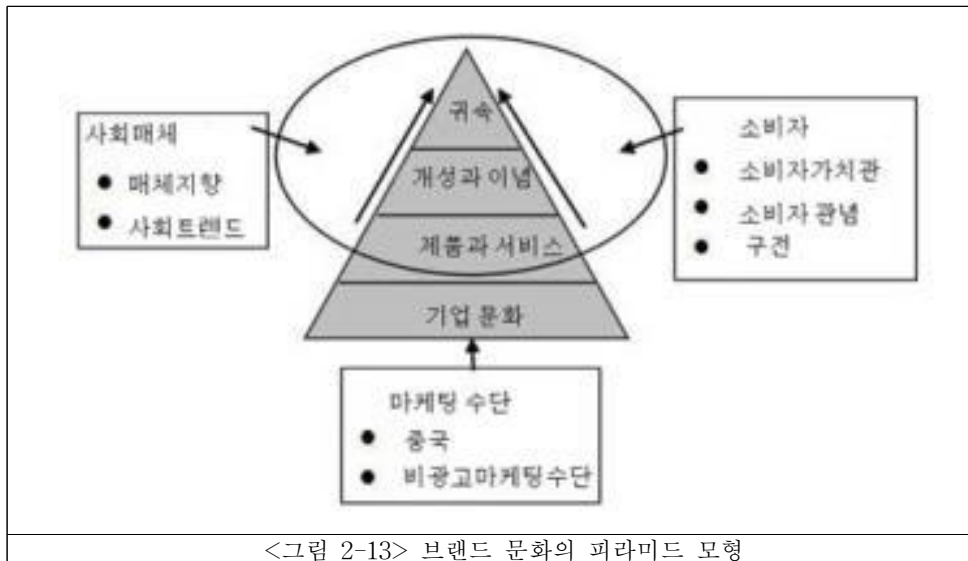 귀속
사회매체
● 매체지향
● 사회트렌드
소비자
● 소비자가치관
● 소비자 관념
● 구전
개성과 이념
제품과 서비스
기업 문화
마케팅 수단
● 중국
● 비광고마케팅수단
<그림 2-13> 브랜드 문화의 피라미드 모형